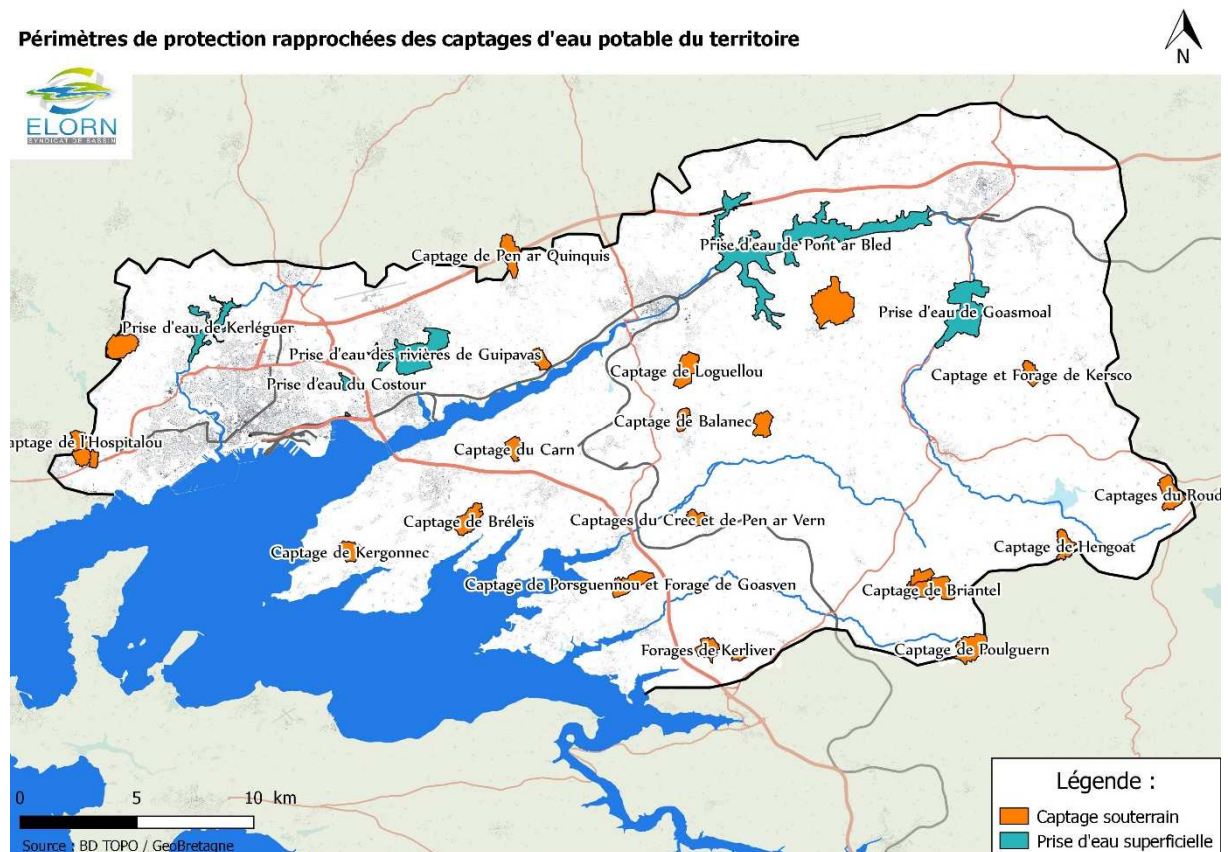 Périmètres de protection rapprochées des captages d'eau potable du territoire
N
ELORN
SYNDICAT DE BASSIN
Captage de Pen ar Quinquis
Prise d'eau de Pont ar Bled
Prise d'eau de Kerléguer
Prise d'eau de Goasmoal
Prise d'eau des rivières de Guipavas
Prise d'eau du Costour
Captage de Loguellou
Captage et Forage de Kersco
Captage de Balanec
Captage de l'Hospitalou
Captage du Carn
Captages du Roud
Captage de Bréleïs
Captages du Crec et de Pen ar Vern
Captage de Kergonnec
Captage de Hengoat
Captage de Porsguennou et Forage de Goasven
Captage de Briantel
Forages de Kerliver
Captage de Poulguern
0 5 10 km
Source : BD TOPO / GeoBretagne
Légende :
Captage souterrain
Prise d'eau superficielle